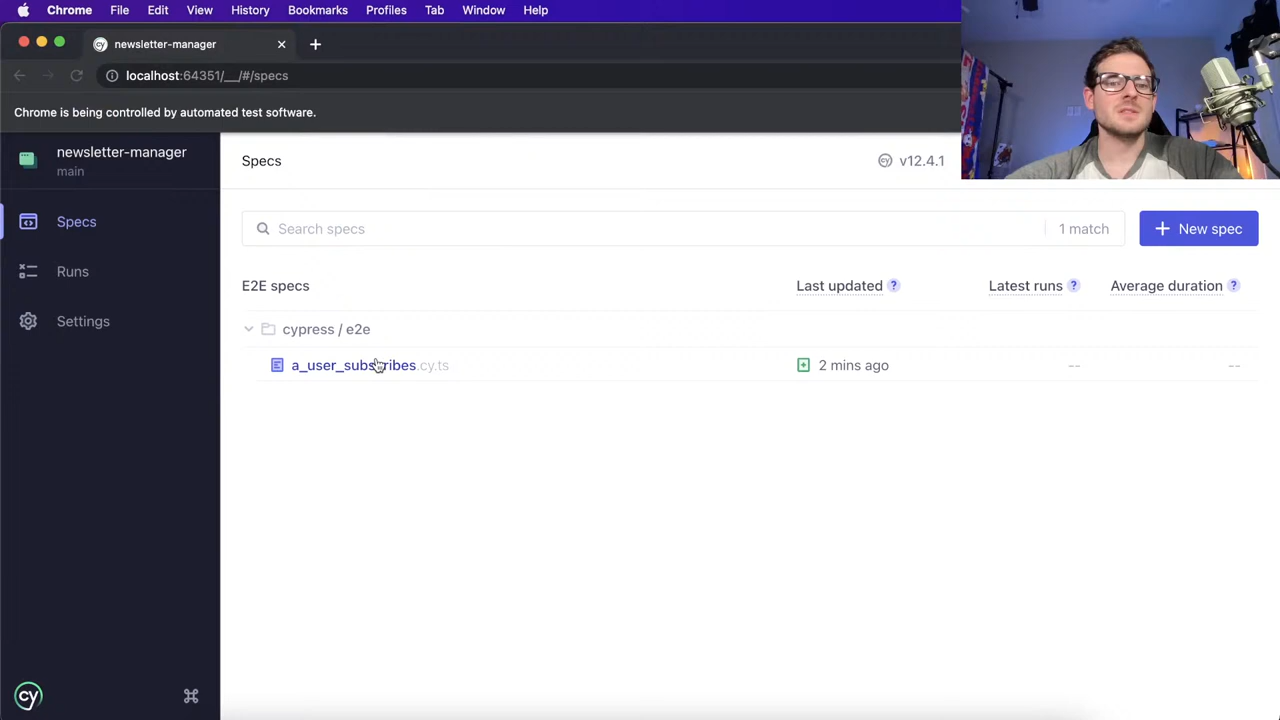 Chrome File Edit View History Bookmarks Profiles Tab Window Help
newsletter-manager
localhost:64351/__/#/specs
Chrome is being controlled by automated test software.
newsletter-manager
main
Specs
v12.4.1
Specs
Search specs
1 match
New spec
Runs
E2E specs
Last updated ?
Latest runs ?
Average duration ?
Settings
cypress / e2e
a_user_subscribes.cy.ts
2 mins ago
--
--
cy